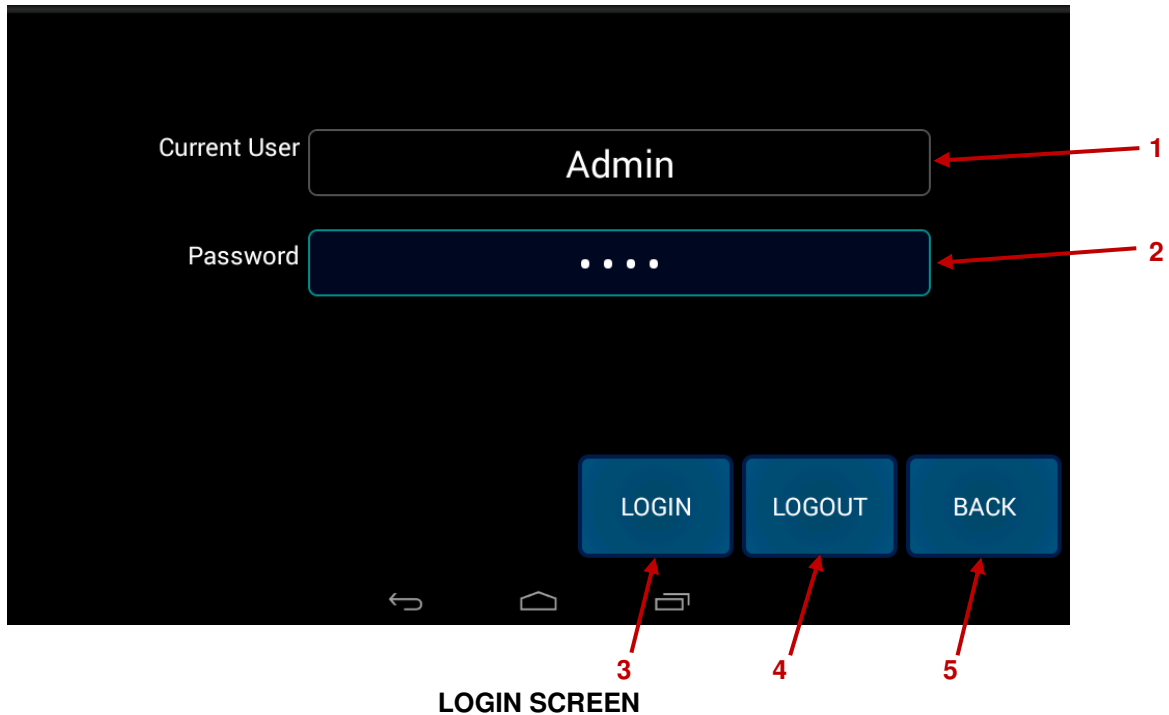 Current User
Admin
1
Password
••••
2
LOGIN
LOGOUT
BACK
3
4
5
LOGIN SCREEN